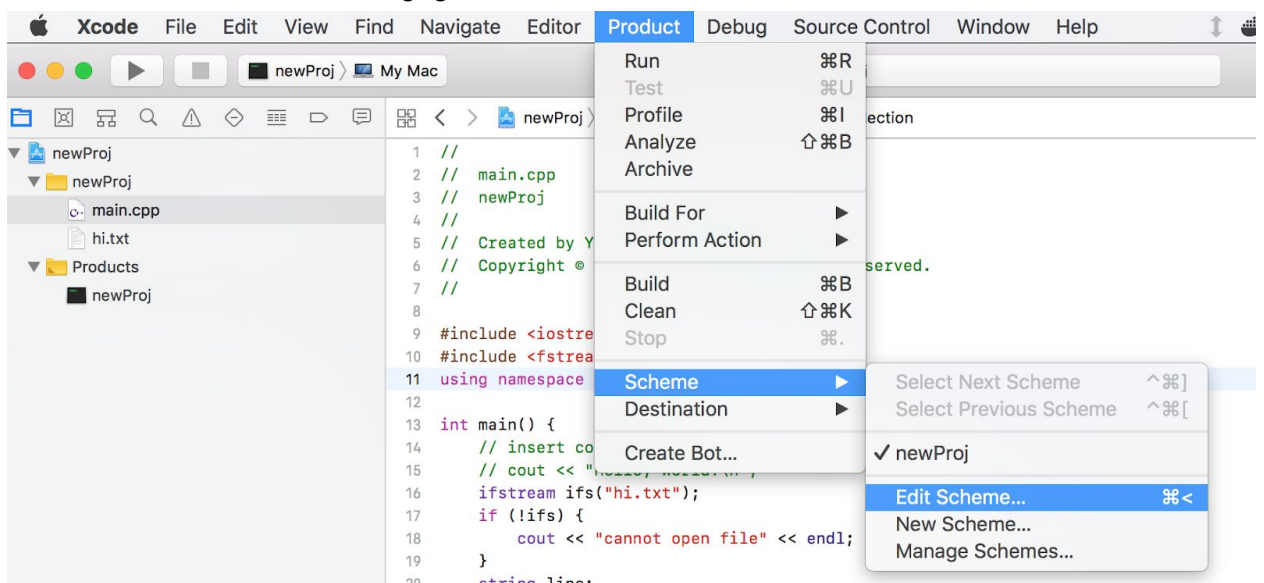 Xcode File Edit View Find Navigate Editor Product Debug Source Control Window Help
newProj 〉 My Mac
newProj 〉 ection
newProj
newProj
main.cpp
hi.txt
Products
newProj
1 //
2 // main.cpp
3 // newProj
4 //
5 // Created by Y
6 // Copyright © served.
7 //
8
9 #include <iostre
10 #include <fstrea
11 using namespace
12
13 int main() {
14 // insert co
15 // cout << "Hello, World!\n";
16 ifstream ifs("hi.txt");
17 if (!ifs) {
18 cout << "cannot open file" << endl;
19 }
20 string line;
Run ⌘R
Test ⌘U
Profile ⌘I
Analyze ⇧⌘B
Archive
Build For ▶
Perform Action ▶
Build ⌘B
Clean ⇧⌘K
Stop ⌘.
Scheme ▶
Destination ▶
Create Bot...
Select Next Scheme ^⌘]
Select Previous Scheme ^⌘[
✓ newProj
Edit Scheme... ⌘<
New Scheme...
Manage Schemes...